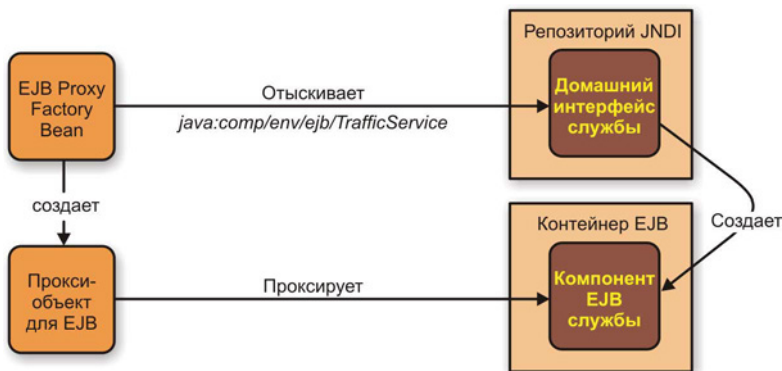 Репозиторий JNDI
EJB Proxy
Factory
Bean
Отыскивает
java:comp/env/ejb/TrafficService
Домашний
интерфейс
службы
создает
Создает
Контейнер EJB
Прокси-
объект
для EJB
Проксирует
Компонент
EJB
службы